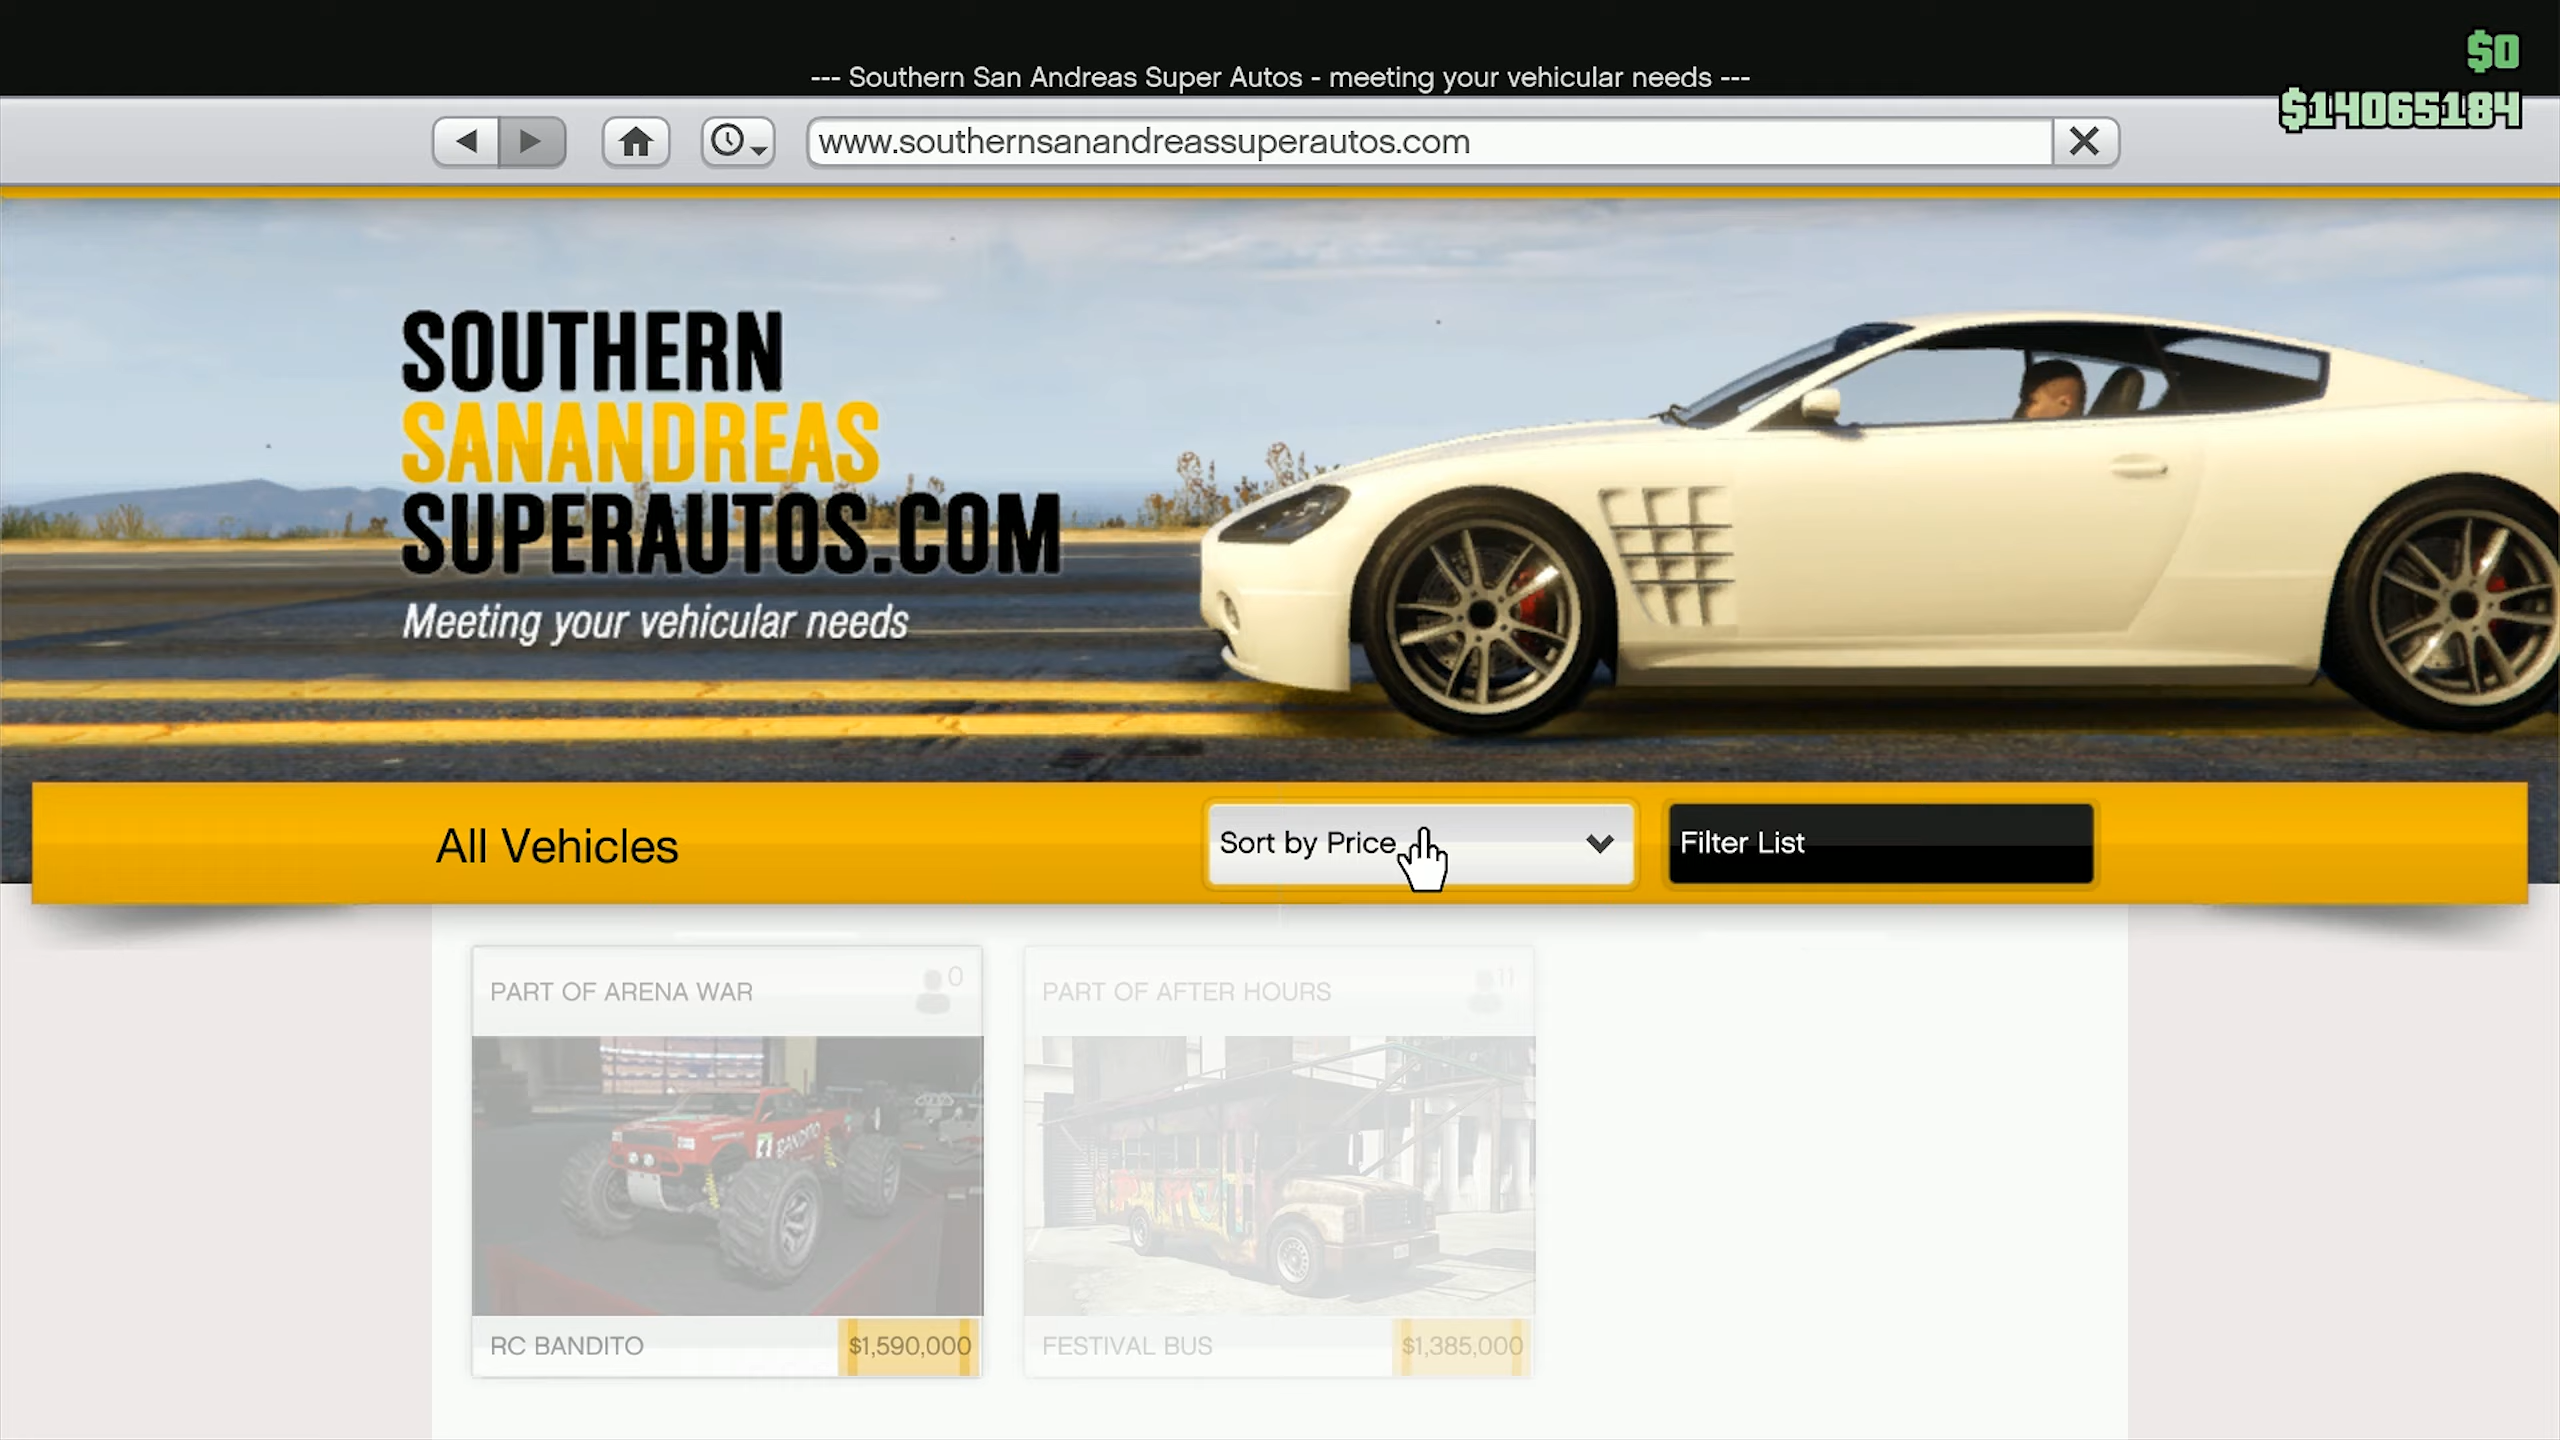 $0
--- Southern San Andreas Super Autos - meeting your vehicular needs ---
$14065184
www.southernsanandreassuperautos.com
SOUTHERN
SANANDREAS
SUPERAUTOS.COM
Meeting your vehicular needs
All Vehicles
Sort by Price
Filter List
PART OF ARENA WAR
0
PART OF AFTER HOURS
11
BANDITO
RC BANDITO
$1,590,000
FESTIVAL BUS
$1,385,000